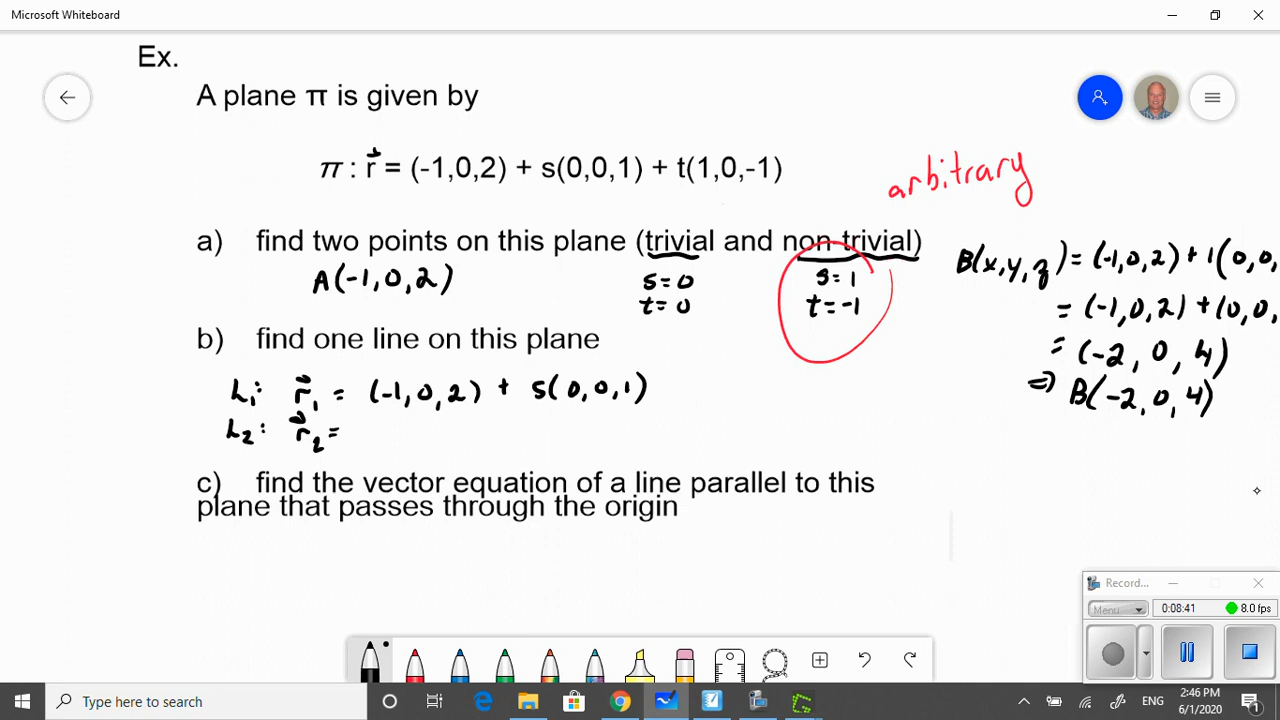 Microsoft Whiteboard
Ex.
A plane π is given by
π : r⃗ = (-1,0,2) + s(0,0,1) + t(1,0,-1)
arbitrary
a) find two points on this plane (trivial and non-trivial)
A(-1,0,2)
s=0
t=0
s=1
t=-1
B(x,y,z) = (-1,0,2) + 1(0,0,
= (-1,0,2) + (0,0,
= (-2, 0, 4)
⇒ B(-2,0,4)
b) find one line on this plane
L₁: r⃗₁ = (-1,0,2) + s(0,0,1)
L₂: r⃗₂ =
c) find the vector equation of a line parallel to this
plane that passes through the origin
Record...
Menu
0:08:41
8.0 fps
Type here to search
ENG
2:46 PM
6/1/2020
1